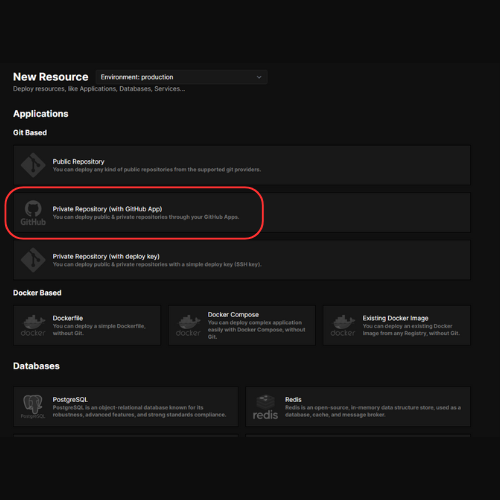 New Resource
Environment: production
Deploy resources, like Applications, Databases, Services...
Applications
Git Based
Public Repository
You can deploy any kind of public repositories from the supported git providers.
GitHub
Private Repository (with GitHub App)
You can deploy public & private repositories through your GitHub Apps.
Private Repository (with deploy key)
You can deploy public & private repositories with a simple deploy key (SSH key).
Docker Based
docker
Dockerfile
You can deploy a simple Dockerfile,
without Git.
docker
Docker Compose
You can deploy complex application
easily with Docker Compose, without
Git.
docker
Existing Docker Image
You can deploy an existing Docker
image from any Registry, without Git.
Databases
PostgreSQL
PostgreSQL
PostgreSQL is an object-relational database known for its
robustness, advanced features, and strong standards compliance.
redis
Redis
Redis is an open-source, in-memory data structure store, used as a
database, cache, and message broker.